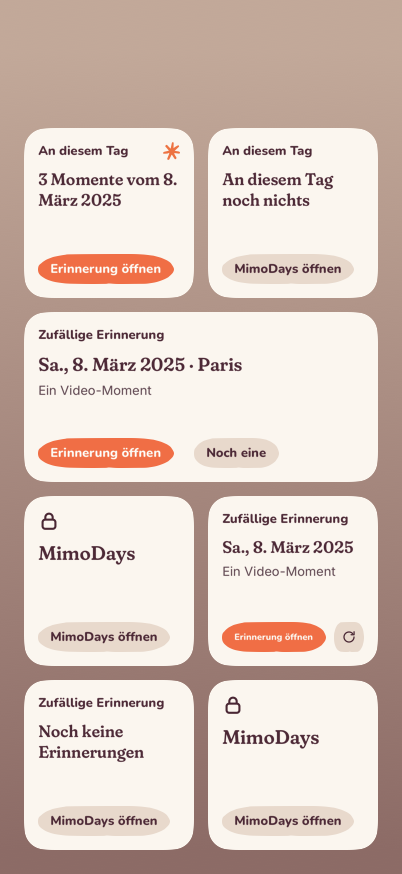 An diesem Tag
3 Momente vom 8.
März 2025
Erinnerung öffnen
An diesem Tag
An diesem Tag
noch nichts
MimoDays öffnen
Zufällige Erinnerung
Sa., 8. März 2025 · Paris
Ein Video-Moment
Erinnerung öffnen
Noch eine
MimoDays
MimoDays öffnen
Zufällige Erinnerung
Sa., 8. März 2025
Ein Video-Moment
Erinnerung öffnen
Zufällige Erinnerung
Noch keine
Erinnerungen
MimoDays öffnen
MimoDays
MimoDays öffnen